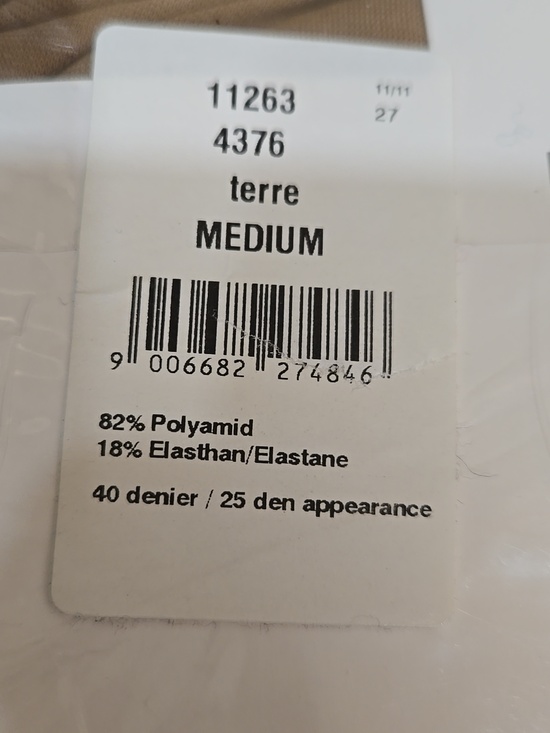 11263
11/11
4376
27
terre
MEDIUM
9 006682 274846
82% Polyamid
18% Elasthan/Elastane
40 denier / 25 den appearance